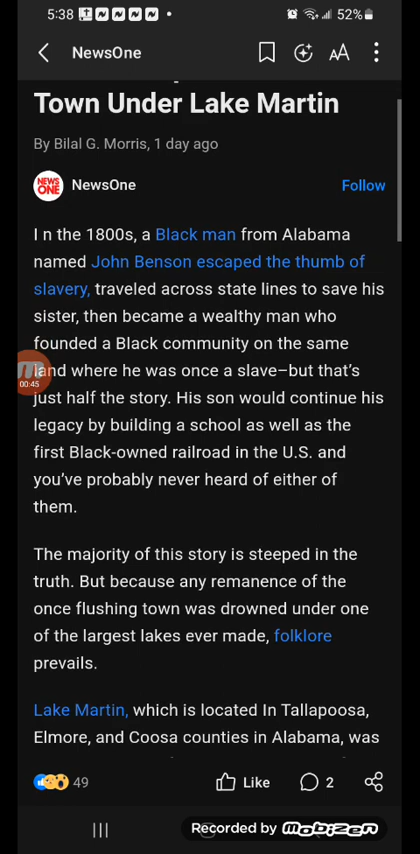 5:38
52%
NewsOne
AA
Town Under Lake Martin
By Bilal G. Morris, 1 day ago
NEWS ONE
NewsOne
Follow
I n the 1800s, a Black man from Alabama
named John Benson escaped the thumb of
slavery, traveled across state lines to save his
sister, then became a wealthy man who
founded a Black community on the same
land where he was once a slave–but that's
00:45
just half the story. His son would continue his
legacy by building a school as well as the
first Black-owned railroad in the U.S. and
you've probably never heard of either of
them.
The majority of this story is steeped in the
truth. But because any remanence of the
once flushing town was drowned under one
of the largest lakes ever made, folklore
prevails.
Lake Martin, which is located In Tallapoosa,
Elmore, and Coosa counties in Alabama, was
49
Like
2
Recorded by mobizen